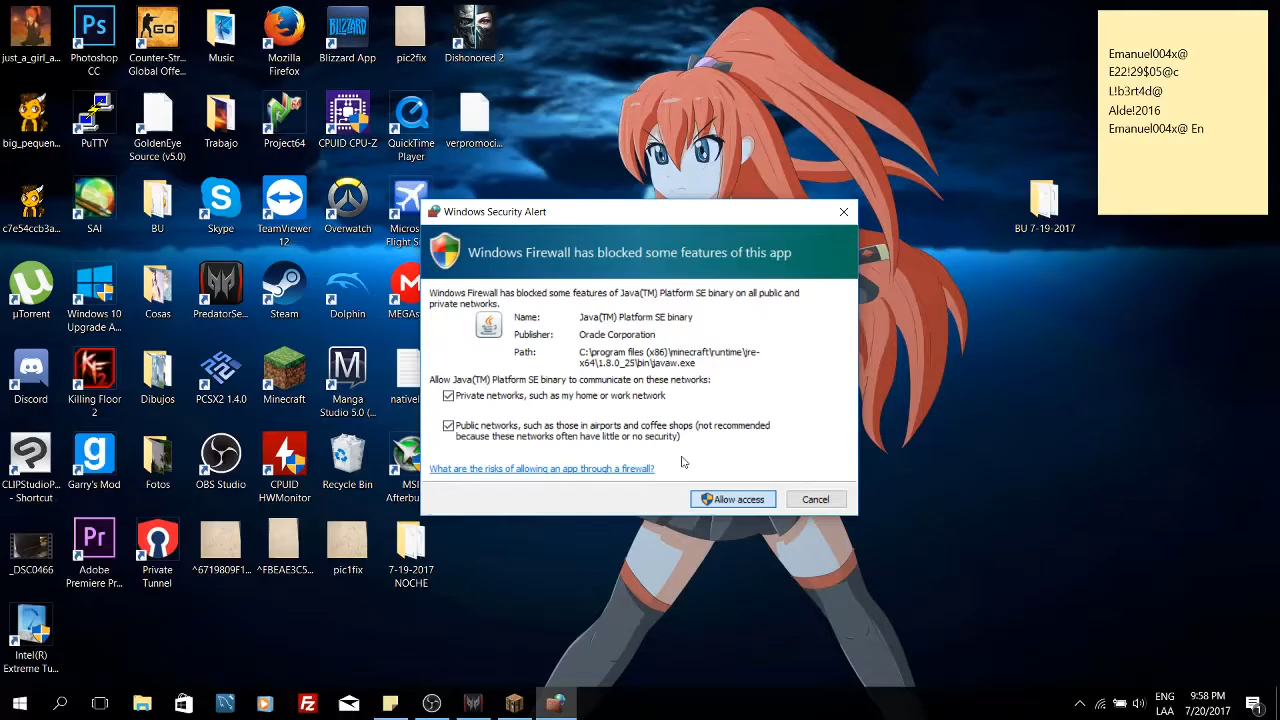 just_a_girl_a...
Photoshop CC
Counter-Str... Global Offe...
Music
Mozilla Firefox
Blizzard App
pic2fix
Dishonored 2
big_pequen...
PuTTY
GoldenEye Source (v5.0)
Trabajo
Project64
CPUID CPU-Z
QuickTime Player
verpromoci...
c7e54ccb3a...
SAI
BU
Skype
TeamViewer 12
Overwatch
Micros...
Flight Si
µTorrent
Windows 10 Upgrade A...
Cosas
PredatorSe...
Steam
Dolphin
MEGAs
Discord
Killing Floor 2
Dibujos
PCSX2 1.4.0
Minecraft
Manga Studio 5.0 (...
native
CLIPStudioP... - Shortcut
Garry's Mod
Fotos
OBS Studio
CPUID HWMonitor
Recycle Bin
MSI
Afterbu
_DSC0466
Adobe Premiere Pr...
Private Tunnel
^6719809F1...
^FBEAE3C5...
pic1fix
7-19-2017 NOCHE
Intel(R) Extreme Tu...
Windows Security Alert
Windows Firewall has blocked some features of this app
Windows Firewall has blocked some features of Java(TM) Platform SE binary on all public and
private networks.
Name: Java(TM) Platform SE binary
Publisher: Oracle Corporation
Path: C:\program files (x86)\minecraft\runtime\jre-
x64\1.8.0_25\bin\javaw.exe
Allow Java(TM) Platform SE binary to communicate on these networks:
Private networks, such as my home or work network
Public networks, such as those in airports and coffee shops (not recommended
because these networks often have little or no security)
What are the risks of allowing an app through a firewall?
Allow access
Cancel
Emanuel004x@
E22!29$05@c
L!b3rt4d@
Alde!2016
Emanuel004x@ En
BU 7-19-2017
ENG
LAA
9:58 PM
7/20/2017
1